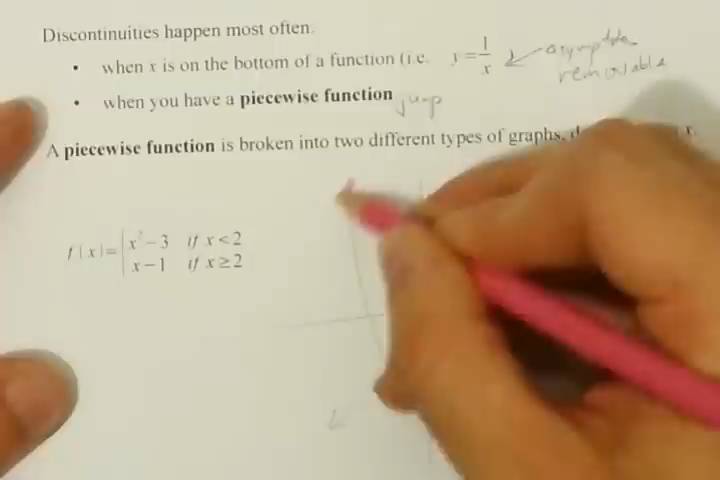 Discontinuities happen most often:
• when x is on the bottom of a function (i.e. y = 1/x asymptote
removable
• when you have a piecewise function jump
A piecewise function is broken into two different types of graphs, x.
f(x) = { x² − 3 if x < 2
x − 1 if x ≥ 2